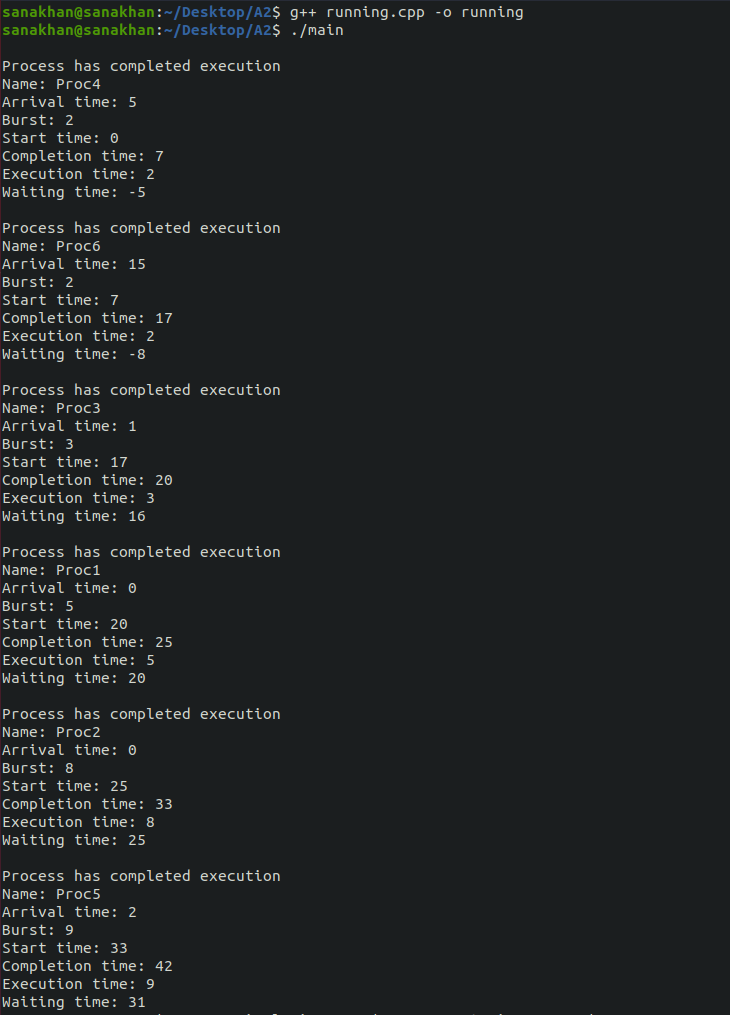 sanakhan@sanakhan:~/Desktop/A2$ g++ running.cpp -o running
sanakhan@sanakhan:~/Desktop/A2$ ./main
Process has completed execution
Name: Proc4
Arrival time: 5
Burst: 2
Start time: 0
Completion time: 7
Execution time: 2
Waiting time: -5
Process has completed execution
Name: Proc6
Arrival time: 15
Burst: 2
Start time: 7
Completion time: 17
Execution time: 2
Waiting time: -8
Process has completed execution
Name: Proc3
Arrival time: 1
Burst: 3
Start time: 17
Completion time: 20
Execution time: 3
Waiting time: 16
Process has completed execution
Name: Proc1
Arrival time: 0
Burst: 5
Start time: 20
Completion time: 25
Execution time: 5
Waiting time: 20
Process has completed execution
Name: Proc2
Arrival time: 0
Burst: 8
Start time: 25
Completion time: 33
Execution time: 8
Waiting time: 25
Process has completed execution
Name: Proc5
Arrival time: 2
Burst: 9
Start time: 33
Completion time: 42
Execution time: 9
Waiting time: 31